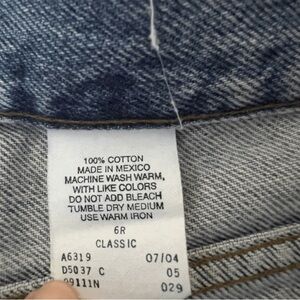 100% COTTON
MADE IN MEXICO
MACHINE WASH WARM,
WITH LIKE COLORS
DO NOT ADD BLEACH
TUMBLE DRY MEDIUM
USE WARM IRON
6R
CLASSIC
A6319 07/04
D5037 C 05
09111N 029